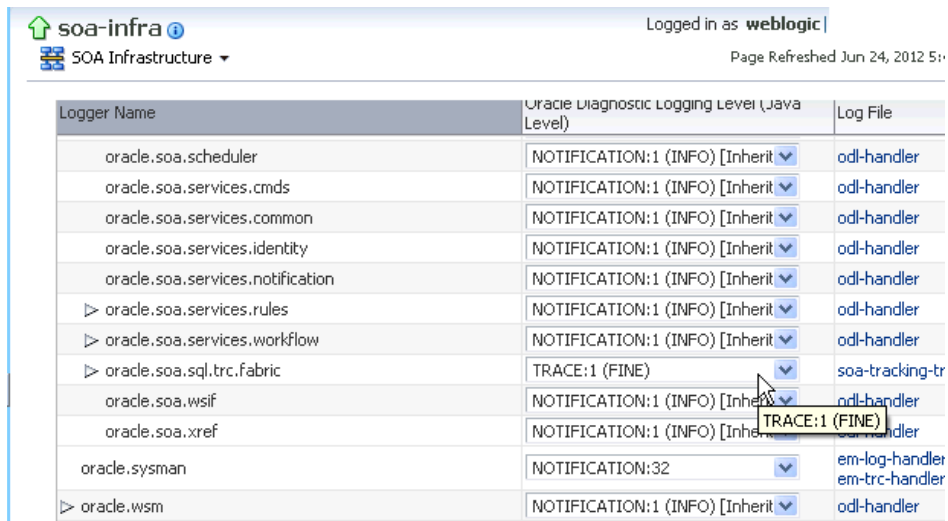 soa-infra
Logged in as weblogic
SOA Infrastructure
Page Refreshed Jun 24, 2012 5:
Logger Name
Oracle Diagnostic Logging Level (Java Level)
Log File
oracle.soa.scheduler NOTIFICATION:1 (INFO) [Inherit odl-handler
oracle.soa.services.cmds NOTIFICATION:1 (INFO) [Inherit odl-handler
oracle.soa.services.common NOTIFICATION:1 (INFO) [Inherit odl-handler
oracle.soa.services.identity NOTIFICATION:1 (INFO) [Inherit odl-handler
oracle.soa.services.notification NOTIFICATION:1 (INFO) [Inherit odl-handler
oracle.soa.services.rules NOTIFICATION:1 (INFO) [Inherit odl-handler
oracle.soa.services.workflow NOTIFICATION:1 (INFO) [Inherit odl-handler
oracle.soa.sql.trc.fabric TRACE:1 (FINE) soa-tracking-tr
oracle.soa.wsif NOTIFICATION:1 (INFO) odl-handler
TRACE:1 (FINE)
oracle.soa.xref NOTIFICATION:1 (INFO)
oracle.sysman NOTIFICATION:32 em-log-handler
em-trc-handler
oracle.wsm NOTIFICATION:1 (INFO) [Inherit odl-handler